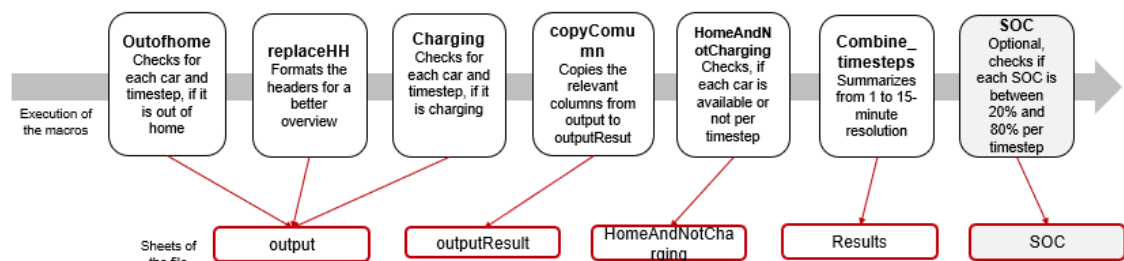 Outofhome
Checks for
each car and
timestep, if it
is out of
home
replaceHH
Formats the
headers for a
better
overview
Charging
Checks for
each car and
timestep, if it
is charging
copyComu
mn
Copies the
relevant
columns from
output to
outputResut
HomeAndN
otCharging
Checks, if
each car is
available or
not per
timestep
Combine_
timesteps
Summarizes
from 1 to 15-
minute
resolution
SOC
Optional,
checks if
each SOC is
between
20% and
80% per
timestep
Execution of
the macros
Sheets of
the file
output
outputResult
HomeAndNotCha
rging
Results
SOC